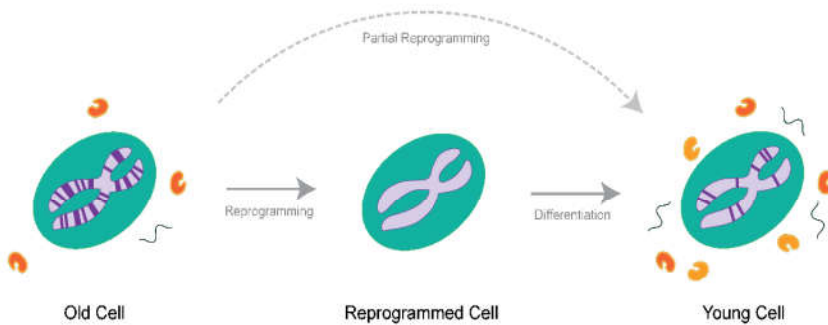 Partial Reprogramming
Reprogramming
Differentiation
Old Cell
Reprogrammed Cell
Young Cell